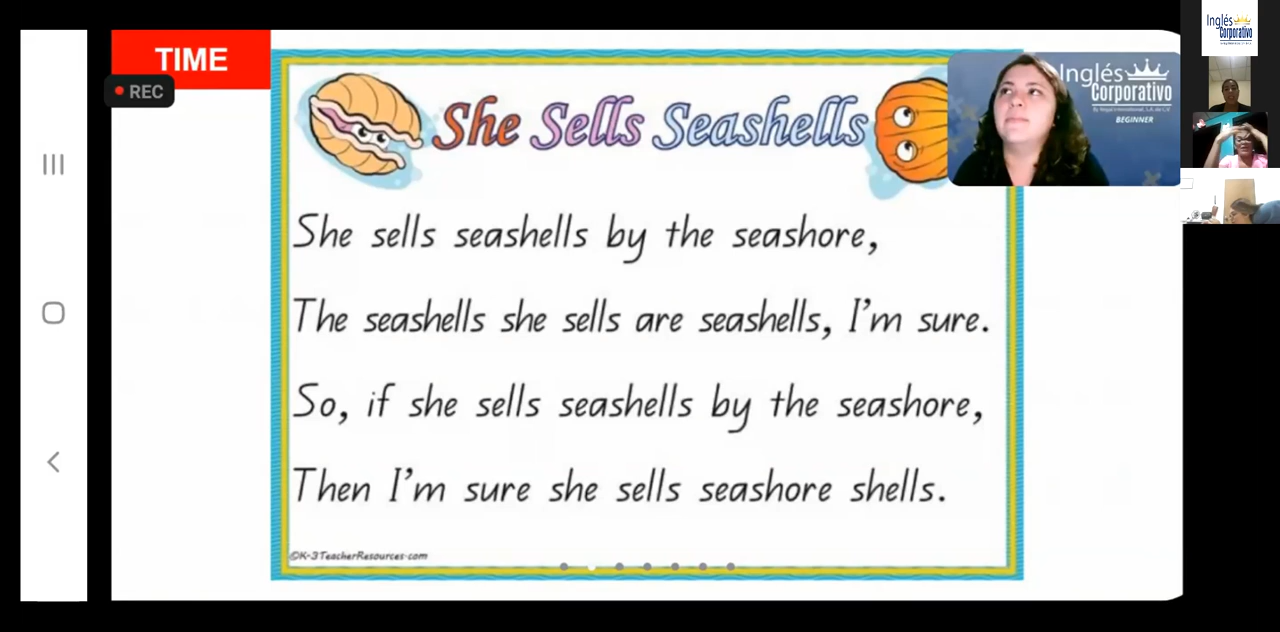 TIME
REC
She Sells Seashells
She sells seashells by the seashore,
The seashells she sells are seashells, I'm sure.
So, if she sells seashells by the seashore,
Then I'm sure she sells seashore shells.
©K-3TeacherResources.com
Inglés
Corporativo
BEGINNER
Inglés
Corporativo